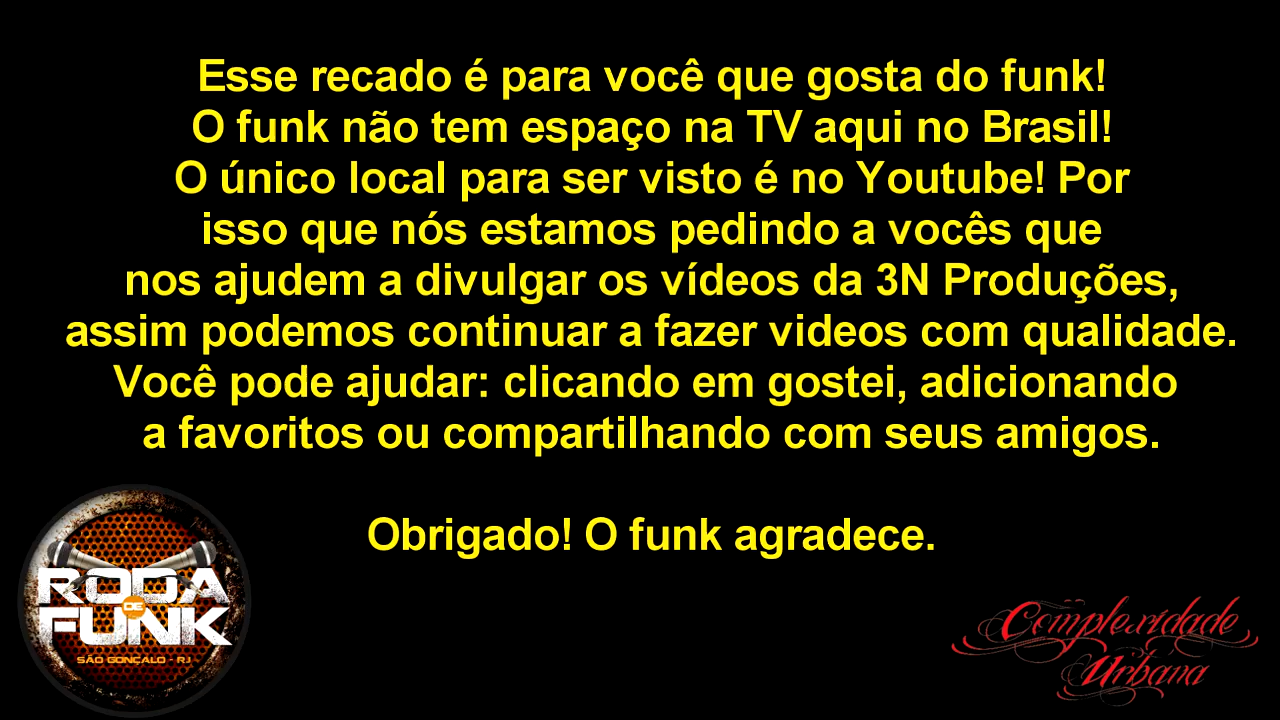 Esse recado é para você que gosta do funk!
O funk não tem espaço na TV aqui no Brasil!
O único local para ser visto é no Youtube! Por
isso que nós estamos pedindo a vocês que
nos ajudem a divulgar os vídeos da 3N Produções,
assim podemos continuar a fazer videos com qualidade.
Você pode ajudar: clicando em gostei, adicionando
a favoritos ou compartilhando com seus amigos.
Obrigado! O funk agradece.
RODA
DE
FUNK
SÃO GONÇALO - RJ
Complexidade
Urbana